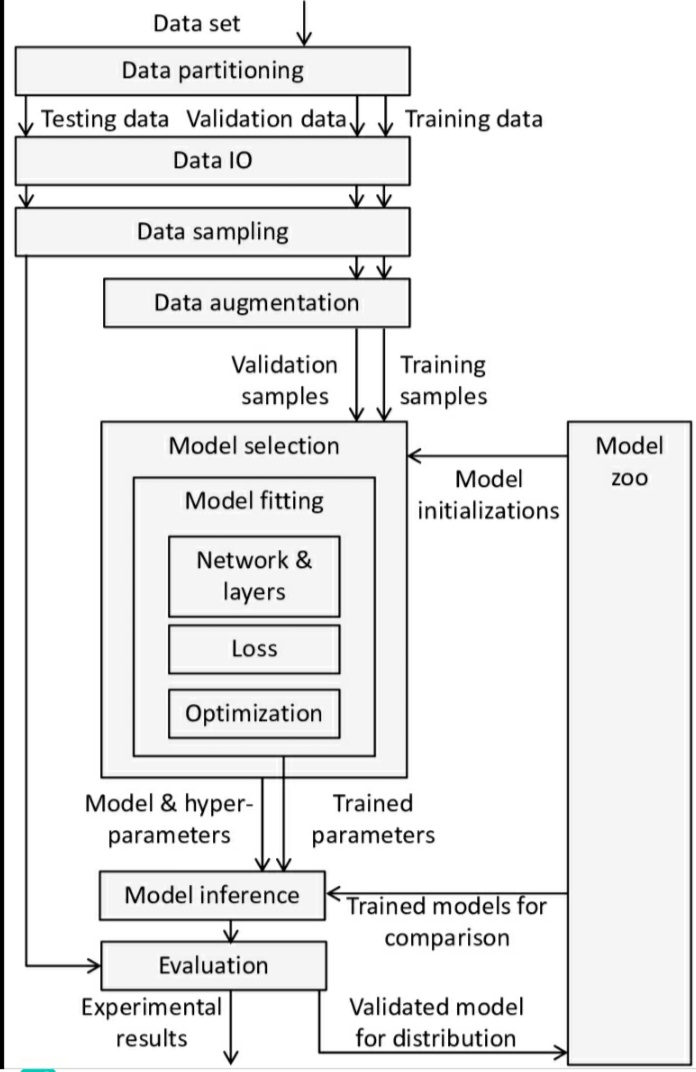 Data set
Data partitioning
Testing data Validation data Training data
Data IO
Data sampling
Data augmentation
Validation
samples
Training
samples
Model selection
Model fitting
Network &
layers
Loss
Optimization
Model
initializations
Model
zoo
Model & hyper-
parameters
Trained
parameters
Model inference
Trained models for
comparison
Evaluation
Experimental
results
Validated model
for distribution